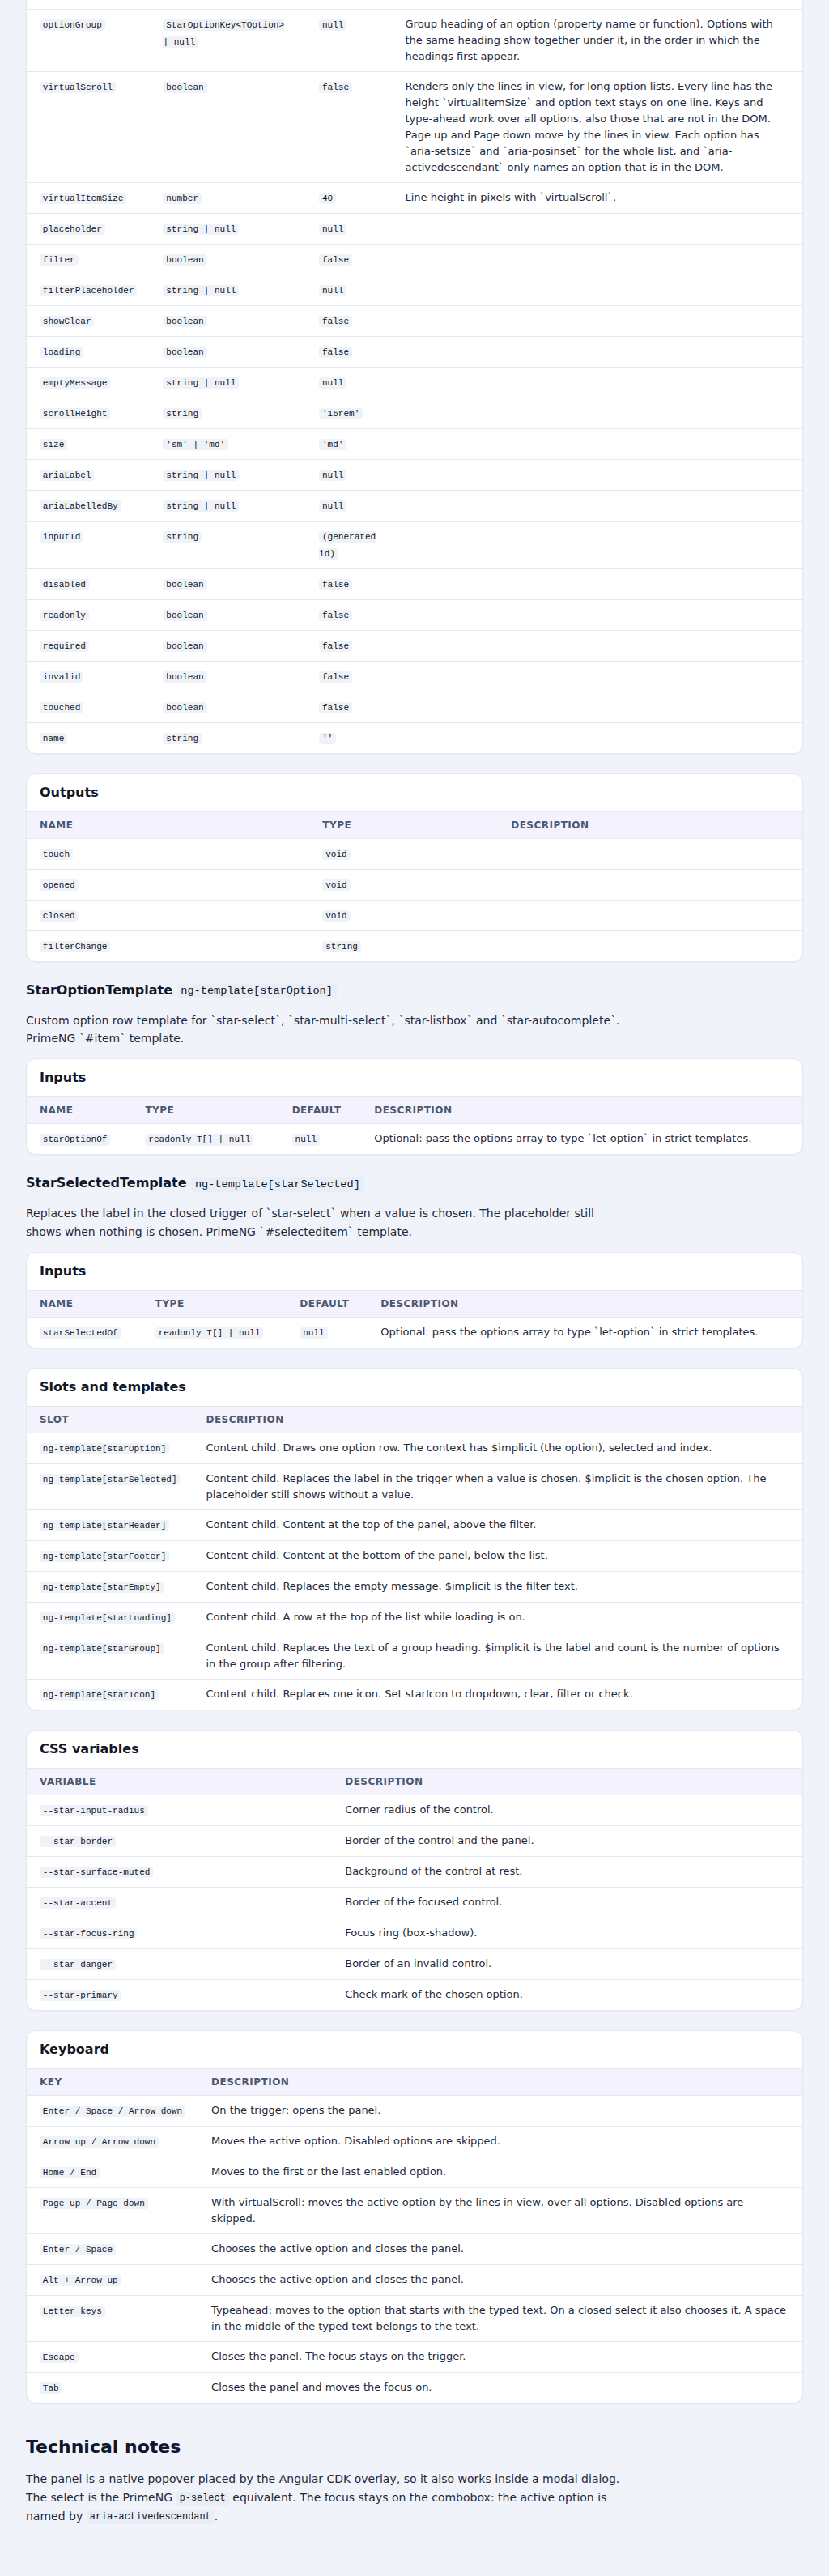 optionGroup StarOptionKey<TOption> null Group heading of an option (property name or function). Options with
| null the same heading show together under it, in the order in which the
headings first appear.
virtualScroll boolean false Renders only the lines in view, for long option lists. Every line has the
height `virtualItemSize` and option text stays on one line. Keys and
type-ahead work over all options, also those that are not in the DOM.
Page up and Page down move by the lines in view. Each option has
`aria-setsize` and `aria-posinset` for the whole list, and `aria-
activedescendant` only names an option that is in the DOM.
virtualItemSize number 40 Line height in pixels with `virtualScroll`.
placeholder string | null null
filter boolean false
filterPlaceholder string | null null
showClear boolean false
loading boolean false
emptyMessage string | null null
scrollHeight string '16rem'
size 'sm' | 'md' 'md'
ariaLabel string | null null
ariaLabelledBy string | null null
inputId string (generated
id)
disabled boolean false
readonly boolean false
required boolean false
invalid boolean false
touched boolean false
name string ''
Outputs
NAME TYPE DESCRIPTION
touch void
opened void
closed void
filterChange string
StarOptionTemplate ng-template[starOption]
Custom option row template for `star-select`, `star-multi-select`, `star-listbox` and `star-autocomplete`.
PrimeNG `#item` template.
Inputs
NAME TYPE DEFAULT DESCRIPTION
starOptionOf readonly T[] | null null Optional: pass the options array to type `let-option` in strict templates.
StarSelectedTemplate ng-template[starSelected]
Replaces the label in the closed trigger of `star-select` when a value is chosen. The placeholder still
shows when nothing is chosen. PrimeNG `#selecteditem` template.
Inputs
NAME TYPE DEFAULT DESCRIPTION
starSelectedOf readonly T[] | null null Optional: pass the options array to type `let-option` in strict templates.
Slots and templates
SLOT DESCRIPTION
ng-template[starOption] Content child. Draws one option row. The context has $implicit (the option), selected and index.
ng-template[starSelected] Content child. Replaces the label in the trigger when a value is chosen. $implicit is the chosen option. The
placeholder still shows without a value.
ng-template[starHeader] Content child. Content at the top of the panel, above the filter.
ng-template[starFooter] Content child. Content at the bottom of the panel, below the list.
ng-template[starEmpty] Content child. Replaces the empty message. $implicit is the filter text.
ng-template[starLoading] Content child. A row at the top of the list while loading is on.
ng-template[starGroup] Content child. Replaces the text of a group heading. $implicit is the label and count is the number of options
in the group after filtering.
ng-template[starIcon] Content child. Replaces one icon. Set starIcon to dropdown, clear, filter or check.
CSS variables
VARIABLE DESCRIPTION
--star-input-radius Corner radius of the control.
--star-border Border of the control and the panel.
--star-surface-muted Background of the control at rest.
--star-accent Border of the focused control.
--star-focus-ring Focus ring (box-shadow).
--star-danger Border of an invalid control.
--star-primary Check mark of the chosen option.
Keyboard
KEY DESCRIPTION
Enter / Space / Arrow down On the trigger: opens the panel.
Arrow up / Arrow down Moves the active option. Disabled options are skipped.
Home / End Moves to the first or the last enabled option.
Page up / Page down With virtualScroll: moves the active option by the lines in view, over all options. Disabled options are
skipped.
Enter / Space Chooses the active option and closes the panel.
Alt + Arrow up Chooses the active option and closes the panel.
Letter keys Typeahead: moves to the option that starts with the typed text. On a closed select it also chooses it. A space
in the middle of the typed text belongs to the text.
Escape Closes the panel. The focus stays on the trigger.
Tab Closes the panel and moves the focus on.
Technical notes
The panel is a native popover placed by the Angular CDK overlay, so it also works inside a modal dialog.
The select is the PrimeNG p-select equivalent. The focus stays on the combobox: the active option is
named by aria-activedescendant.